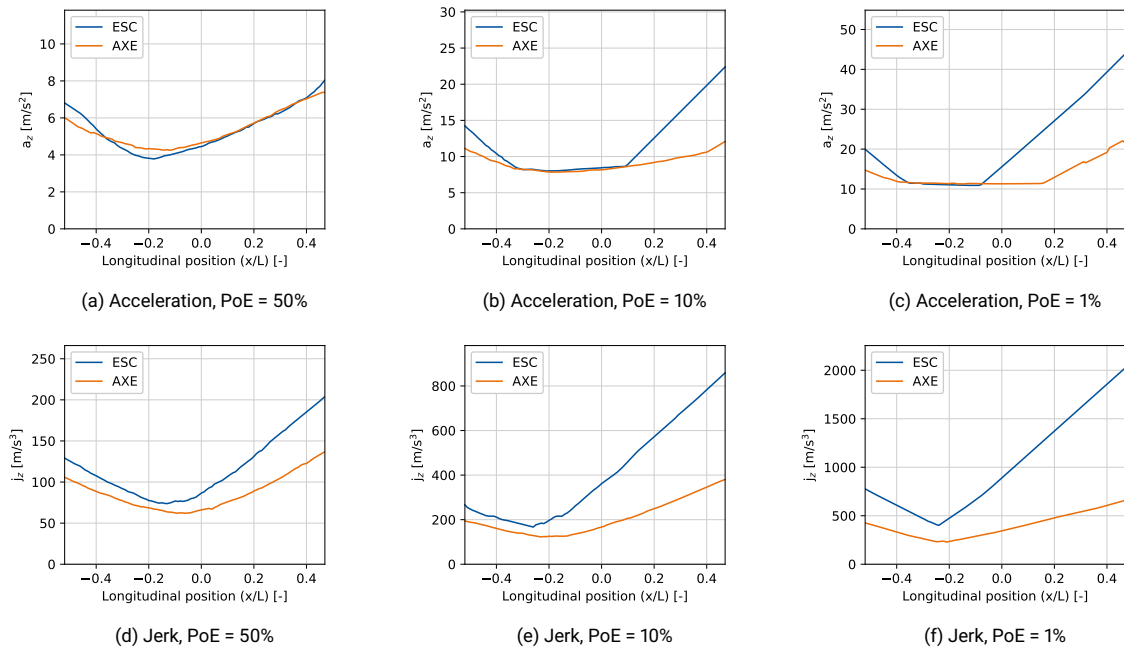 ESC
AXE
a_z [m/s²]
10
8
6
4
2
0
−0.4 −0.2 0.0 0.2 0.4
Longitudinal position (x/L) [-]
(a) Acceleration, PoE = 50%
ESC
AXE
a_z [m/s²]
30
25
20
15
10
5
0
−0.4 −0.2 0.0 0.2 0.4
Longitudinal position (x/L) [-]
(b) Acceleration, PoE = 10%
ESC
AXE
a_z [m/s²]
50
40
30
20
10
0
−0.4 −0.2 0.0 0.2 0.4
Longitudinal position (x/L) [-]
(c) Acceleration, PoE = 1%
ESC
AXE
j_z [m/s³]
250
200
150
100
50
0
−0.4 −0.2 0.0 0.2 0.4
Longitudinal position (x/L) [-]
(d) Jerk, PoE = 50%
ESC
AXE
j_z [m/s³]
800
600
400
200
0
−0.4 −0.2 0.0 0.2 0.4
Longitudinal position (x/L) [-]
(e) Jerk, PoE = 10%
ESC
AXE
j_z [m/s³]
2000
1500
1000
500
0
−0.4 −0.2 0.0 0.2 0.4
Longitudinal position (x/L) [-]
(f) Jerk, PoE = 1%